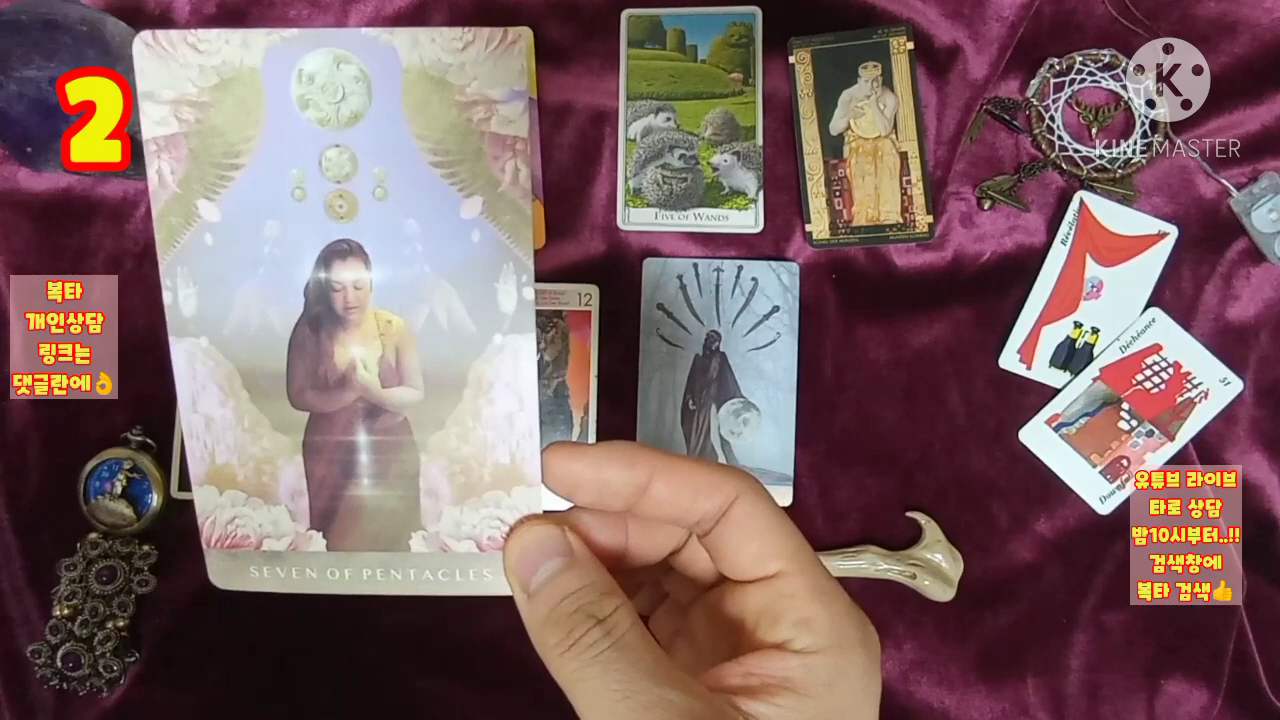 2
K
KINEMASTER
FIVE OF WANDS
Révélati
12
복타
개인상담
링크는
댓글란에👌
Déchéance
51
SEVEN OF PENTACLES
유튜브 라이브
타로 상담
밤10시부터..!!
검색창에
복타 검색👍